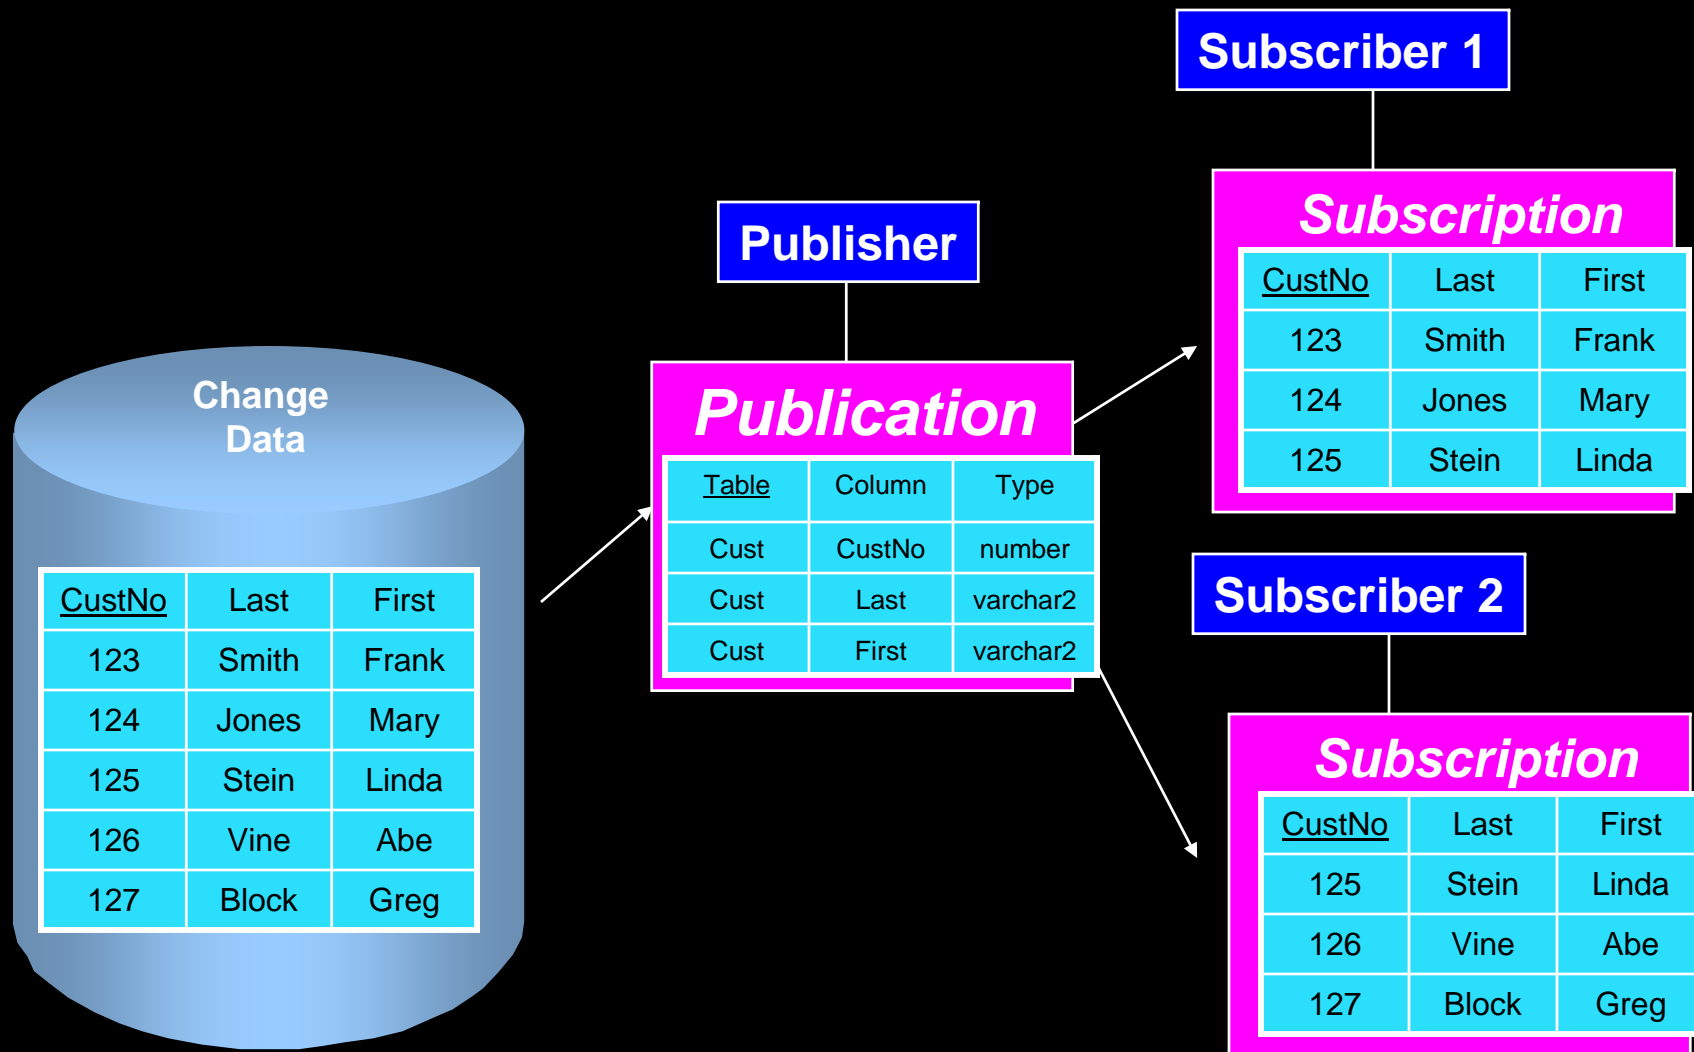 Change
Data
CustNo Last First
123 Smith Frank
124 Jones Mary
125 Stein Linda
126 Vine Abe
127 Block Greg
Publisher
Publication
Table Column Type
Cust CustNo number
Cust Last varchar2
Cust First varchar2
Subscriber 1
Subscription
CustNo Last First
123 Smith Frank
124 Jones Mary
125 Stein Linda
Subscriber 2
Subscription
CustNo Last First
125 Stein Linda
126 Vine Abe
127 Block Greg